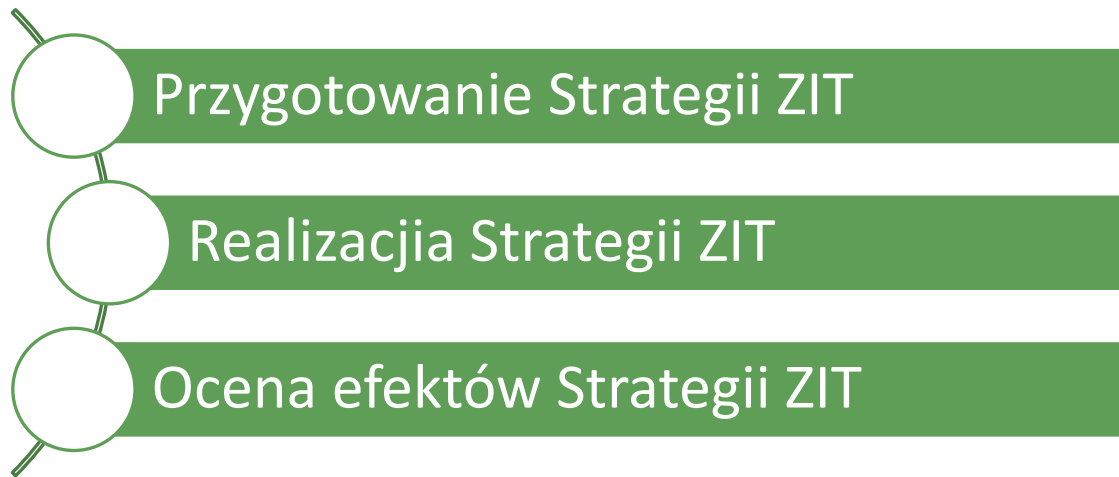 Przygotowanie Strategii ZIT
Realizacjia Strategii ZIT
Ocena efektów Strategii ZIT